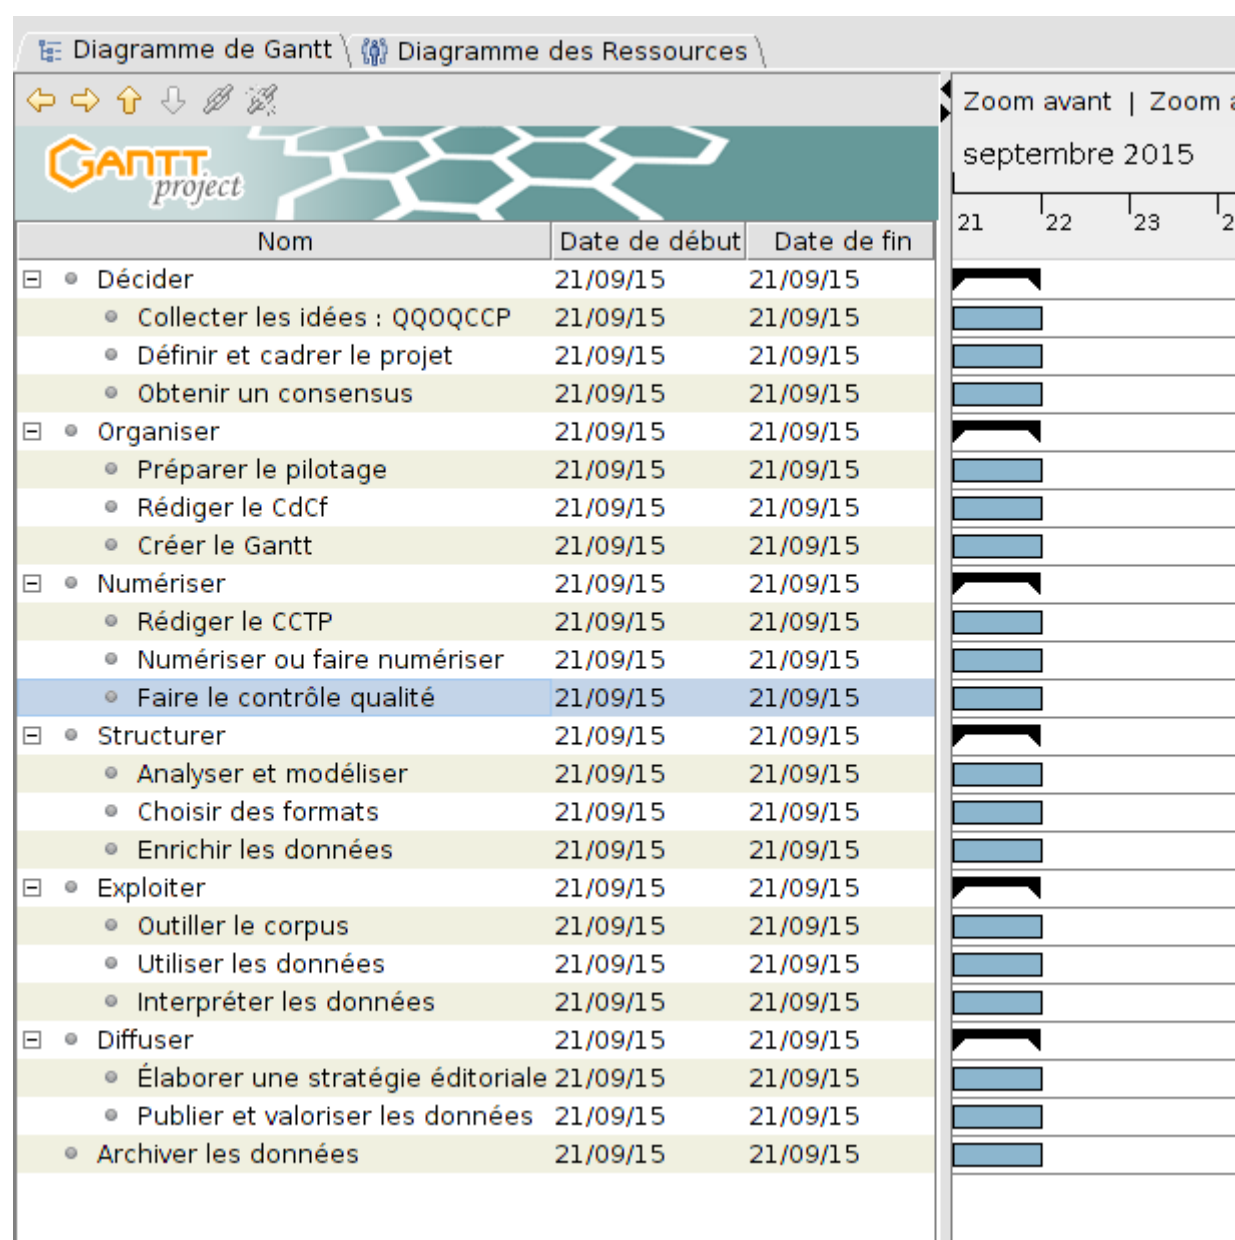 Diagramme de Gantt Diagramme des Ressources
Zoom avant | Zoom
GANTT project
septembre 2015
21 22 23
Nom Date de début Date de fin
Décider 21/09/15 21/09/15
Collecter les idées : QQOQCCP 21/09/15 21/09/15
Définir et cadrer le projet 21/09/15 21/09/15
Obtenir un consensus 21/09/15 21/09/15
Organiser 21/09/15 21/09/15
Préparer le pilotage 21/09/15 21/09/15
Rédiger le CdCf 21/09/15 21/09/15
Créer le Gantt 21/09/15 21/09/15
Numériser 21/09/15 21/09/15
Rédiger le CCTP 21/09/15 21/09/15
Numériser ou faire numériser 21/09/15 21/09/15
Faire le contrôle qualité 21/09/15 21/09/15
Structurer 21/09/15 21/09/15
Analyser et modéliser 21/09/15 21/09/15
Choisir des formats 21/09/15 21/09/15
Enrichir les données 21/09/15 21/09/15
Exploiter 21/09/15 21/09/15
Outiller le corpus 21/09/15 21/09/15
Utiliser les données 21/09/15 21/09/15
Interpréter les données 21/09/15 21/09/15
Diffuser 21/09/15 21/09/15
Élaborer une stratégie éditoriale 21/09/15 21/09/15
Publier et valoriser les données 21/09/15 21/09/15
Archiver les données 21/09/15 21/09/15